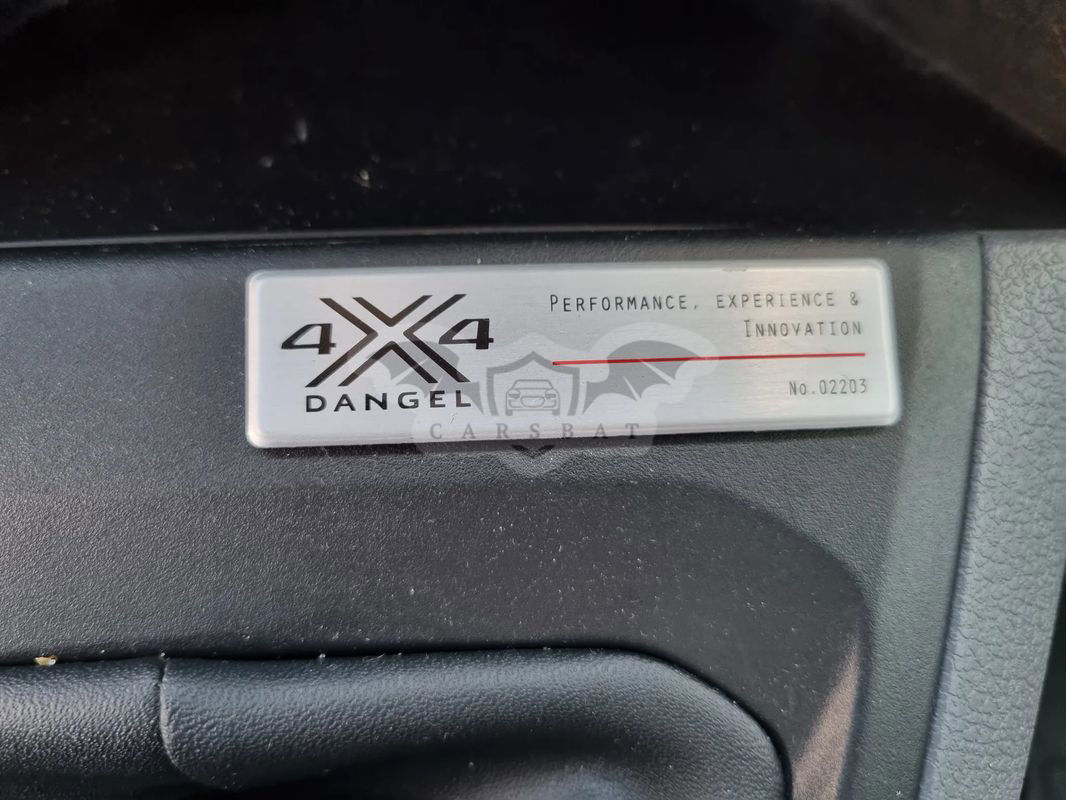 4X4
DANGEL
PERFORMANCE, EXPERIENCE &
INNOVATION
No.02203
CARSBAT